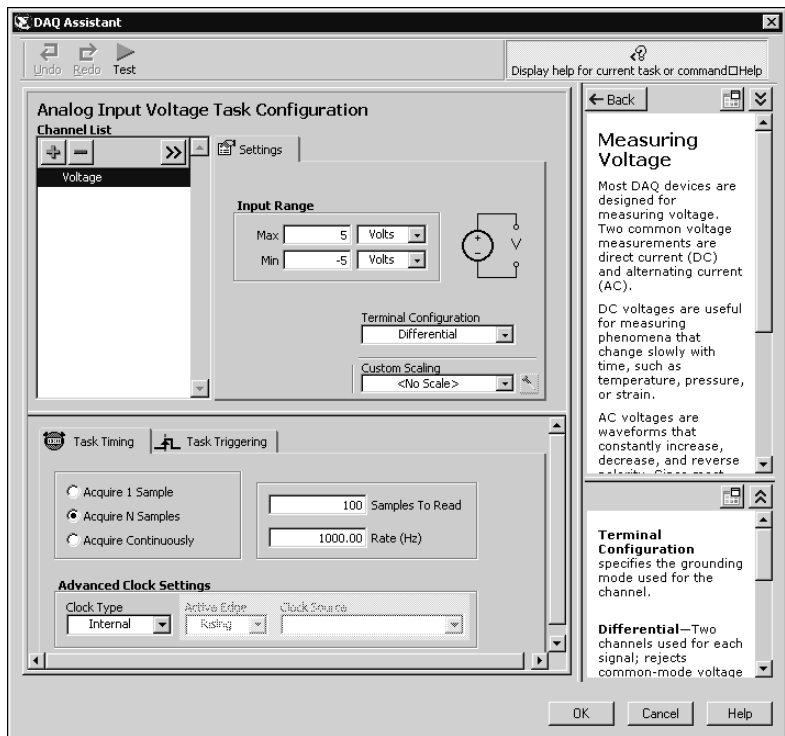 DAQ Assistant
Undo Redo Test
Display help for current task or command□Help
Analog Input Voltage Task Configuration
Channel List
Voltage
Settings
Input Range
Max 5 Volts
Min -5 Volts
V
Terminal Configuration
Differential
Custom Scaling
<No Scale>
Task Timing Task Triggering
Acquire 1 Sample
Acquire N Samples
Acquire Continuously
100 Samples To Read
1000.00 Rate (Hz)
Advanced Clock Settings
Clock Type Active Edge Clock Source
Internal Rising
Back
Measuring
Voltage
Most DAQ devices are
designed for
measuring voltage.
Two common voltage
measurements are
direct current (DC)
and alternating current
(AC).
DC voltages are useful
for measuring
phenomena that
change slowly with
time, such as
temperature, pressure,
or strain.
AC voltages are
waveforms that
constantly increase,
decrease, and reverse
polarity. Since most
Terminal
Configuration
specifies the grounding
mode used for the
channel.
Differential—Two
channels used for each
signal; rejects
common-mode voltage
OK Cancel Help